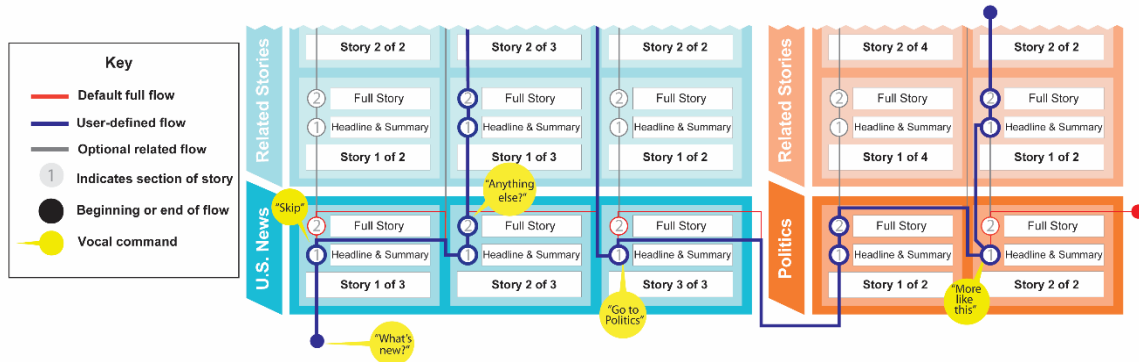 Key
Default full flow
User-defined flow
Optional related flow
1
Indicates section of story
Beginning or end of flow
Vocal command
Related Stories
Story 2 of 2
Story 2 of 3
Story 2 of 2
2
Full Story
2
Full Story
2
Full Story
1
Headline & Summary
1
Headline & Summary
1
Headline & Summary
Story 1 of 2
Story 1 of 3
Story 1 of 2
U.S. News
"Skip"
"Anything
else?"
2
Full Story
2
Full Story
2
Full Story
1
Headline & Summary
1
Headline & Summary
1
Headline & Summary
Story 1 of 3
Story 2 of 3
Story 3 of 3
"What's
new?"
"Go to
Politics"
Related Stories
Story 2 of 4
Story 2 of 2
2
Full Story
2
Full Story
1
Headline & Summary
1
Headline & Summary
Story 1 of 4
Story 1 of 2
Politics
2
Full Story
2
Full Story
1
Headline & Summary
1
Headline & Summary
Story 1 of 2
Story 2 of 2
"More
like
this"